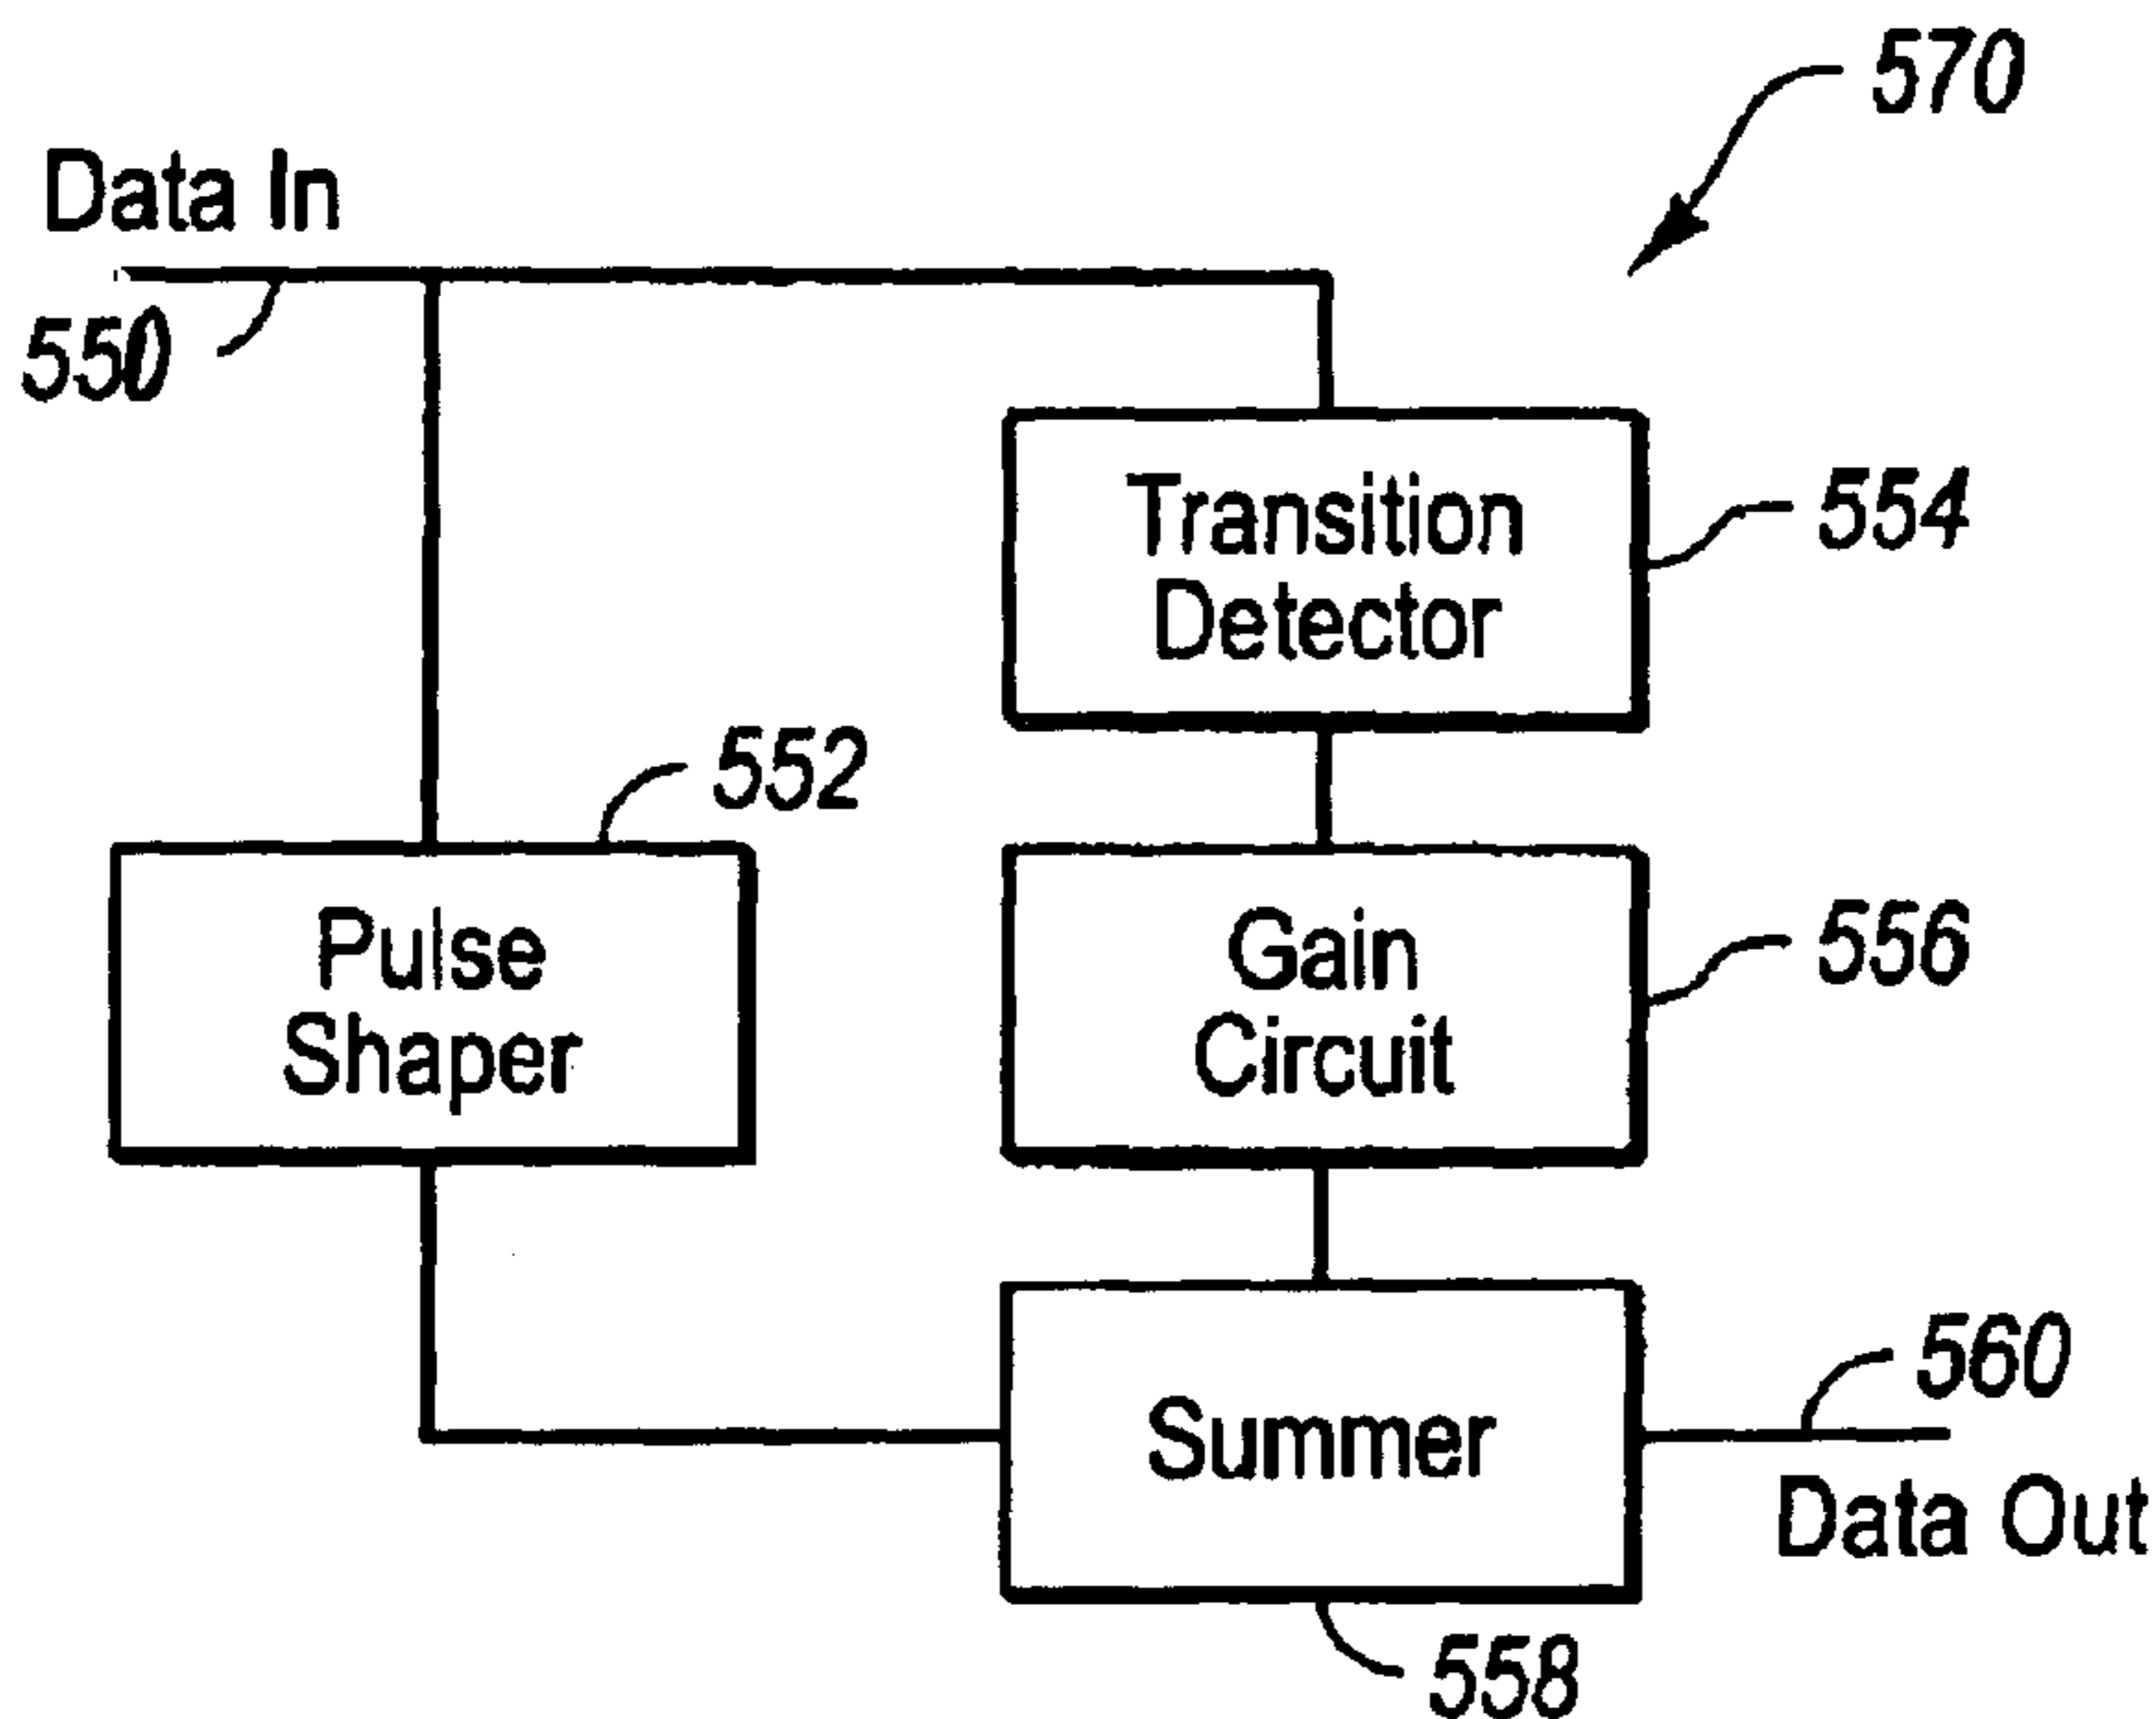 570
Data In
550
Transition
Detector
554
552
Pulse
Shaper
Gain
Circuit
556
Summer
560
Data Out
558